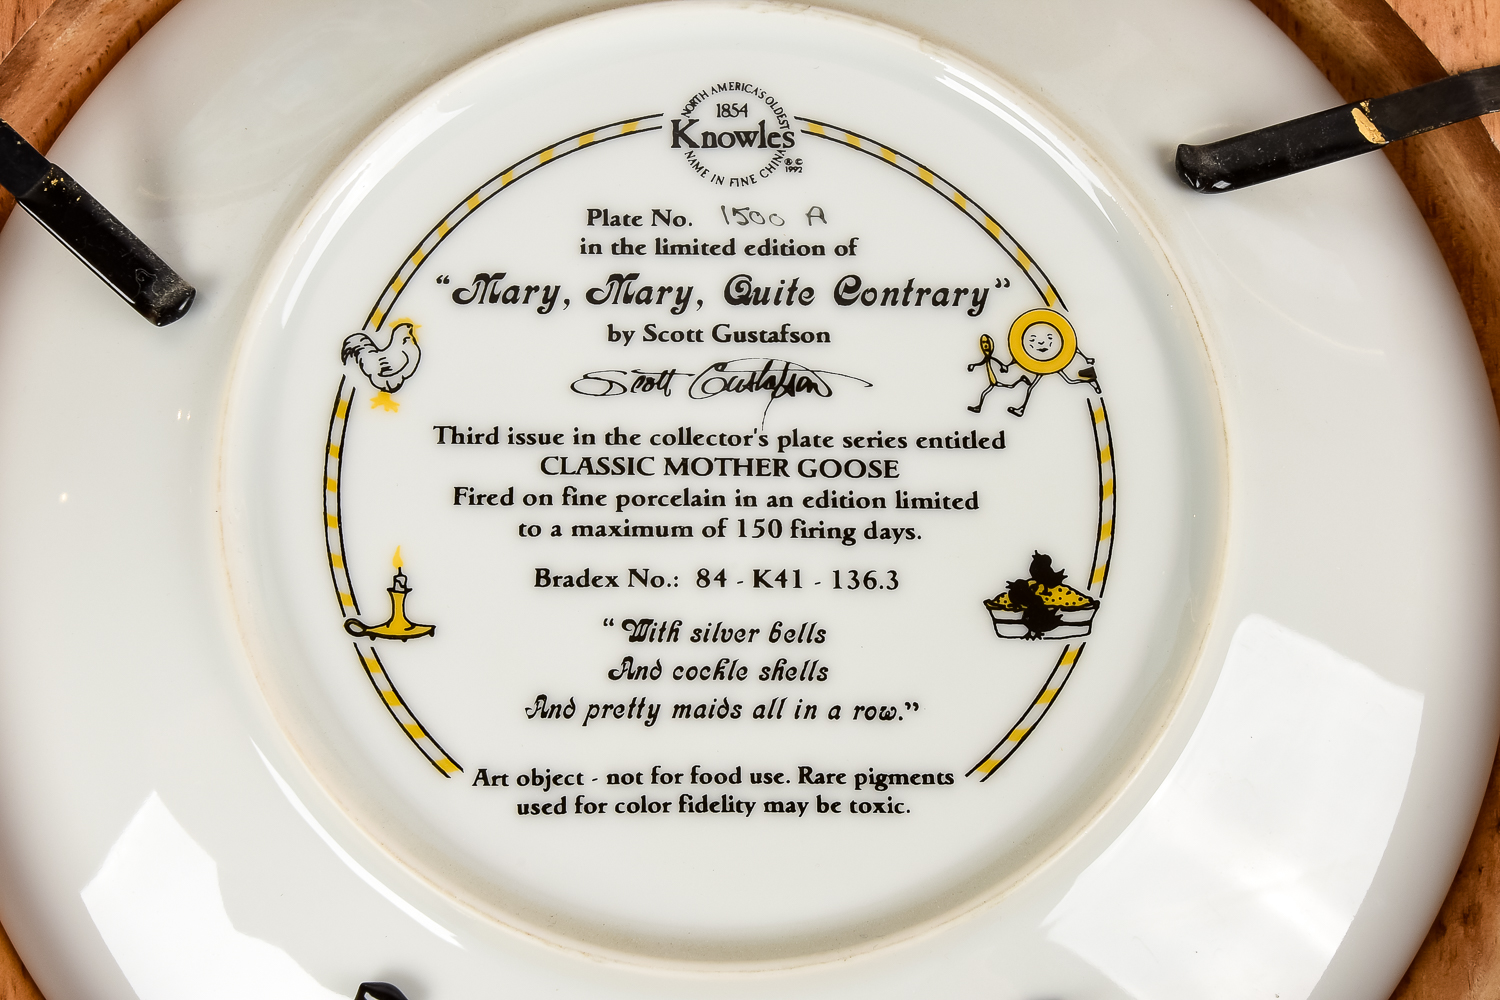 NORTH AMERICA'S OLDEST
1854
Knowles
® ©
1992
NAME IN FINE CHINA
Plate No. 1500 A
in the limited edition of
“Mary, Mary, Quite Contrary”
by Scott Gustafson
Scott Gustafson
Third issue in the collector's plate series entitled
CLASSIC MOTHER GOOSE
Fired on fine porcelain in an edition limited
to a maximum of 150 firing days.
Bradex No.: 84 - K41 - 136.3
“With silver bells
And cockle shells
And pretty maids all in a row.”
Art object - not for food use. Rare pigments
used for color fidelity may be toxic.